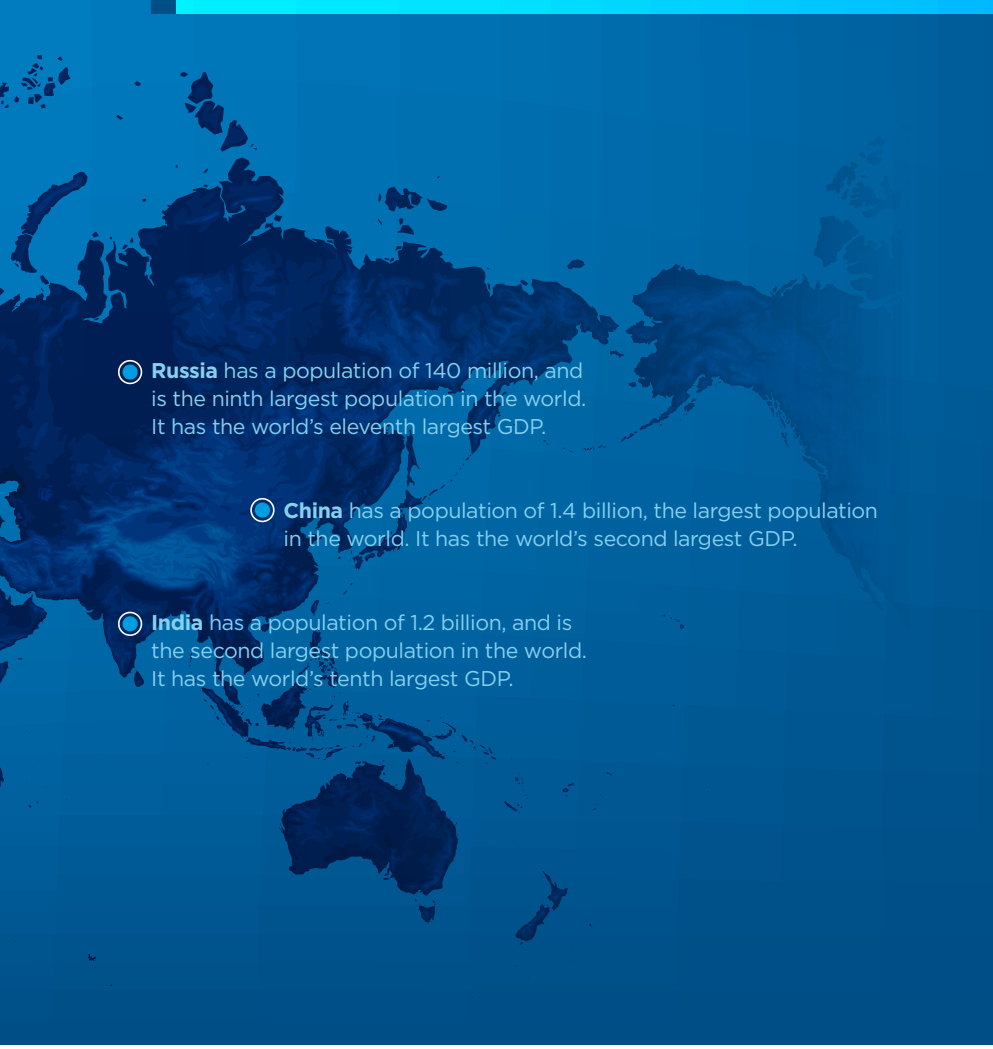 Russia has a population of 140 million, and
is the ninth largest population in the world.
It has the world’s eleventh largest GDP.
China has a population of 1.4 billion, the largest population
in the world. It has the world’s second largest GDP.
India has a population of 1.2 billion, and is
the second largest population in the world.
It has the world’s tenth largest GDP.